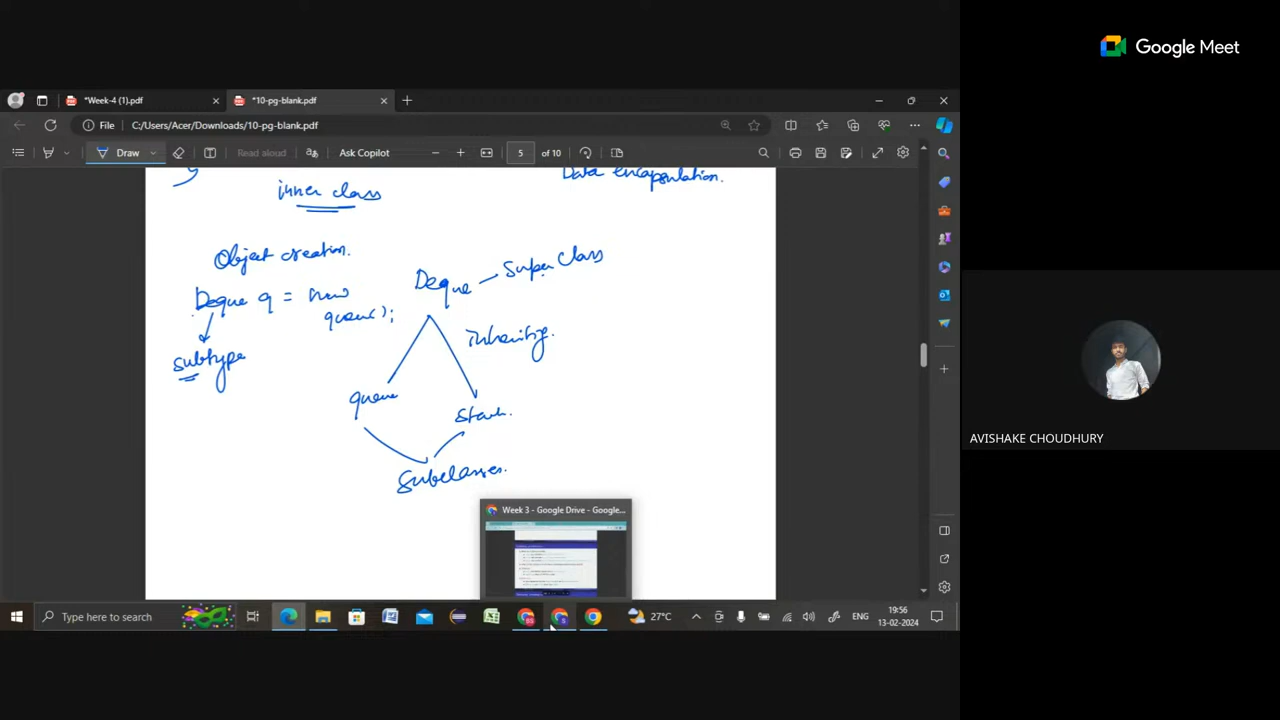 Google Meet
*Week-4 (1).pdf
*10-pg-blank.pdf
File
C:/Users/Acer/Downloads/10-pg-blank.pdf
Draw
Read aloud
Ask Copilot
5
of 10
Data encapsulation.
inner class
Object creation.
Deque - Super Class
Deque q = new
queue();
inheriting.
subtype
queue
Stack.
Subclasses.
Week 3 - Google Drive - Google...
AVISHAKE CHOUDHURY
Type here to search
27°C
ENG
19:56
13-02-2024